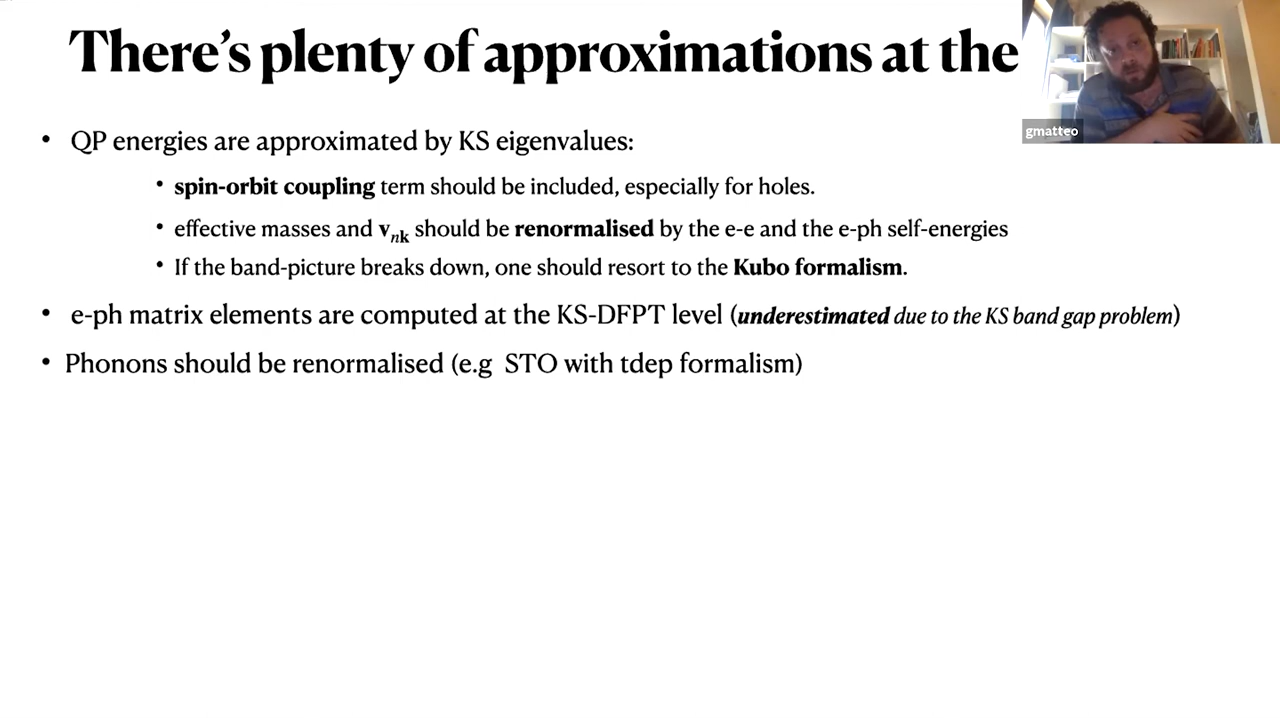 There's plenty of approximations at the
gmatteo
• QP energies are approximated by KS eigenvalues:
• spin-orbit coupling term should be included, especially for holes.
• effective masses and vnk should be renormalised by the e-e and the e-ph self-energies
• If the band-picture breaks down, one should resort to the Kubo formalism.
• e-ph matrix elements are computed at the KS-DFPT level (underestimated due to the KS band gap problem)
• Phonons should be renormalised (e.g STO with tdep formalism)